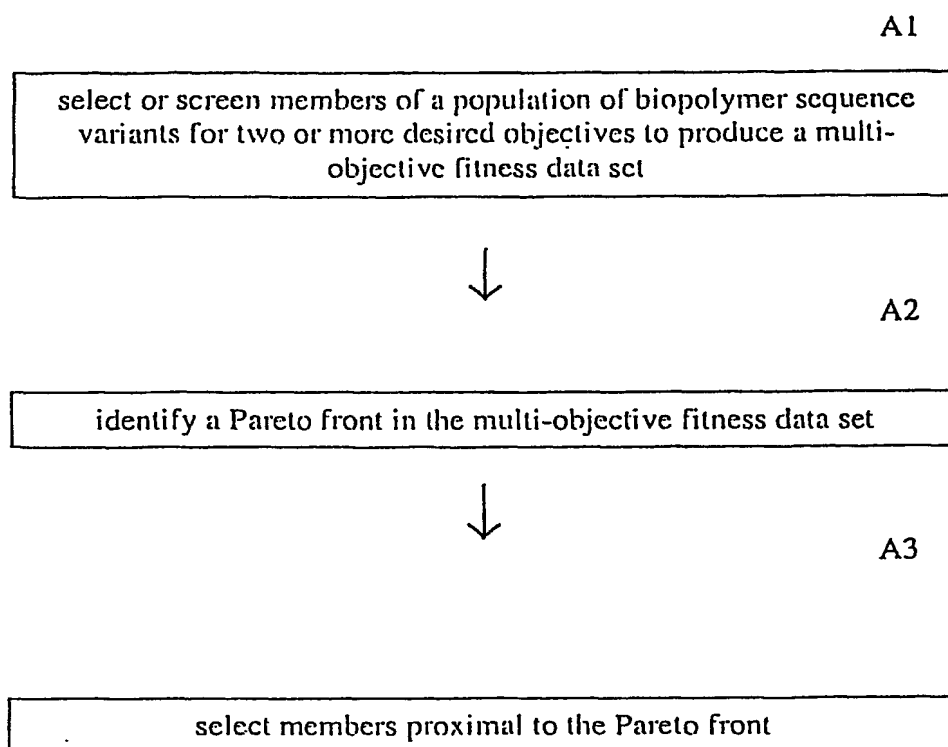 A1
select or screen members of a population of biopolymer sequence
variants for two or more desired objectives to produce a multi-
objective fitness data set
A2
identify a Pareto front in the multi-objective fitness data set
A3
select members proximal to the Pareto front